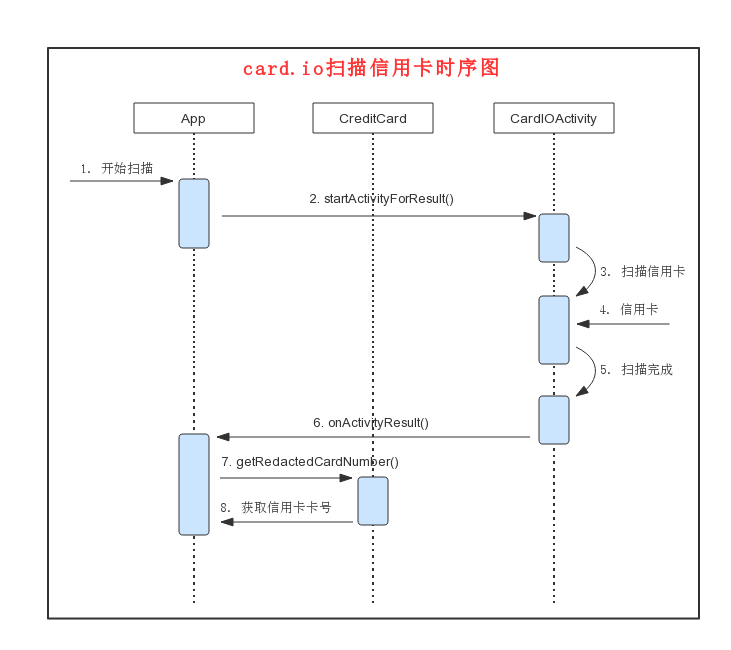 card.io扫描信用卡时序图
App
CreditCard
CardIOActivity
1. 开始扫描
2. startActivityForResult()
3. 扫描信用卡
4. 信用卡
5. 扫描完成
6. onActivityResult()
7. getRedactedCardNumber()
8. 获取信用卡卡号